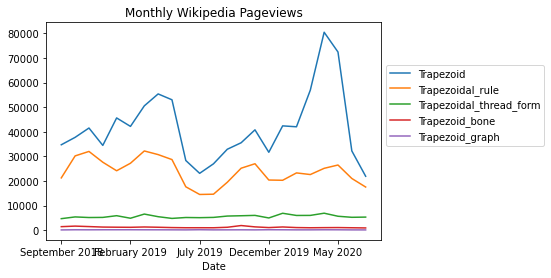 Monthly Wikipedia Pageviews
80000
70000
60000
50000
40000
30000
20000
10000
0
September 2018
February 2019
July 2019
December 2019
May 2020
Date
Trapezoid
Trapezoidal_rule
Trapezoidal_thread_form
Trapezoid_bone
Trapezoid_graph